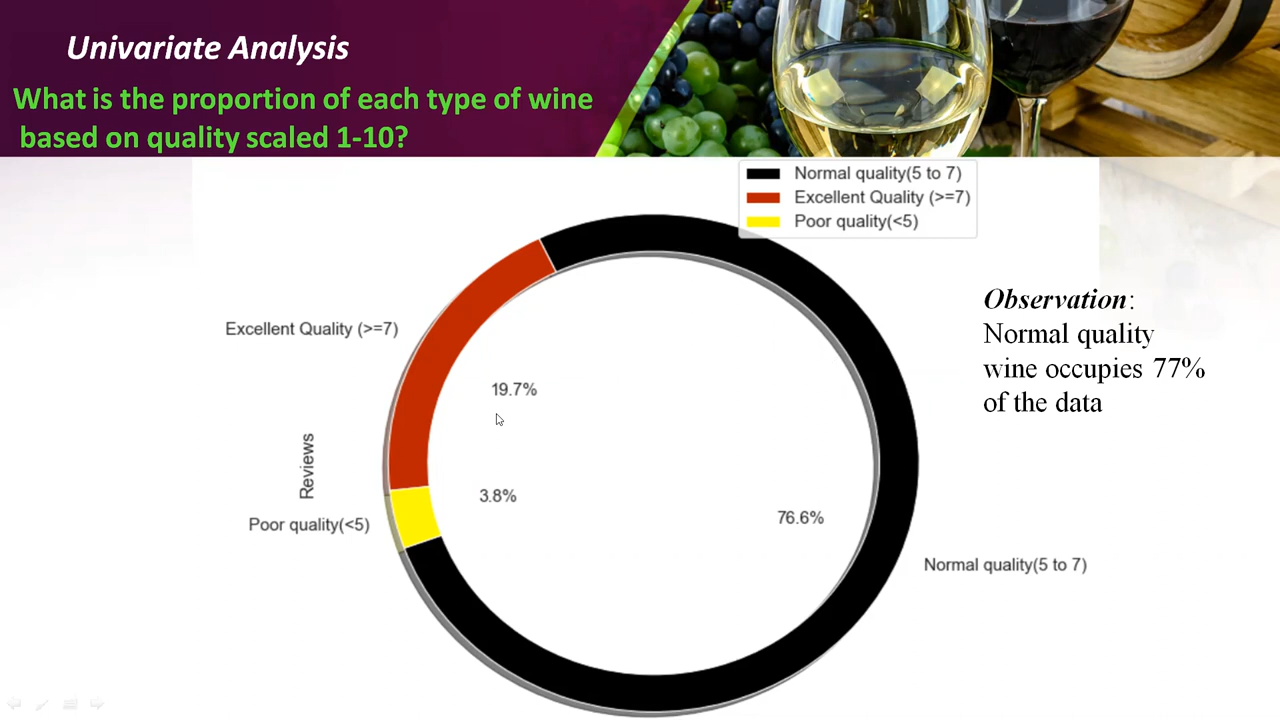 Univariate Analysis
What is the proportion of each type of wine
based on quality scaled 1-10?
Normal quality(5 to 7)
Excellent Quality (>=7)
Poor quality(<5)
Observation:
Normal quality
wine occupies 77%
of the data
Excellent Quality (>=7)
19.7%
Reviews
3.8%
Poor quality(<5)
76.6%
Normal quality(5 to 7)